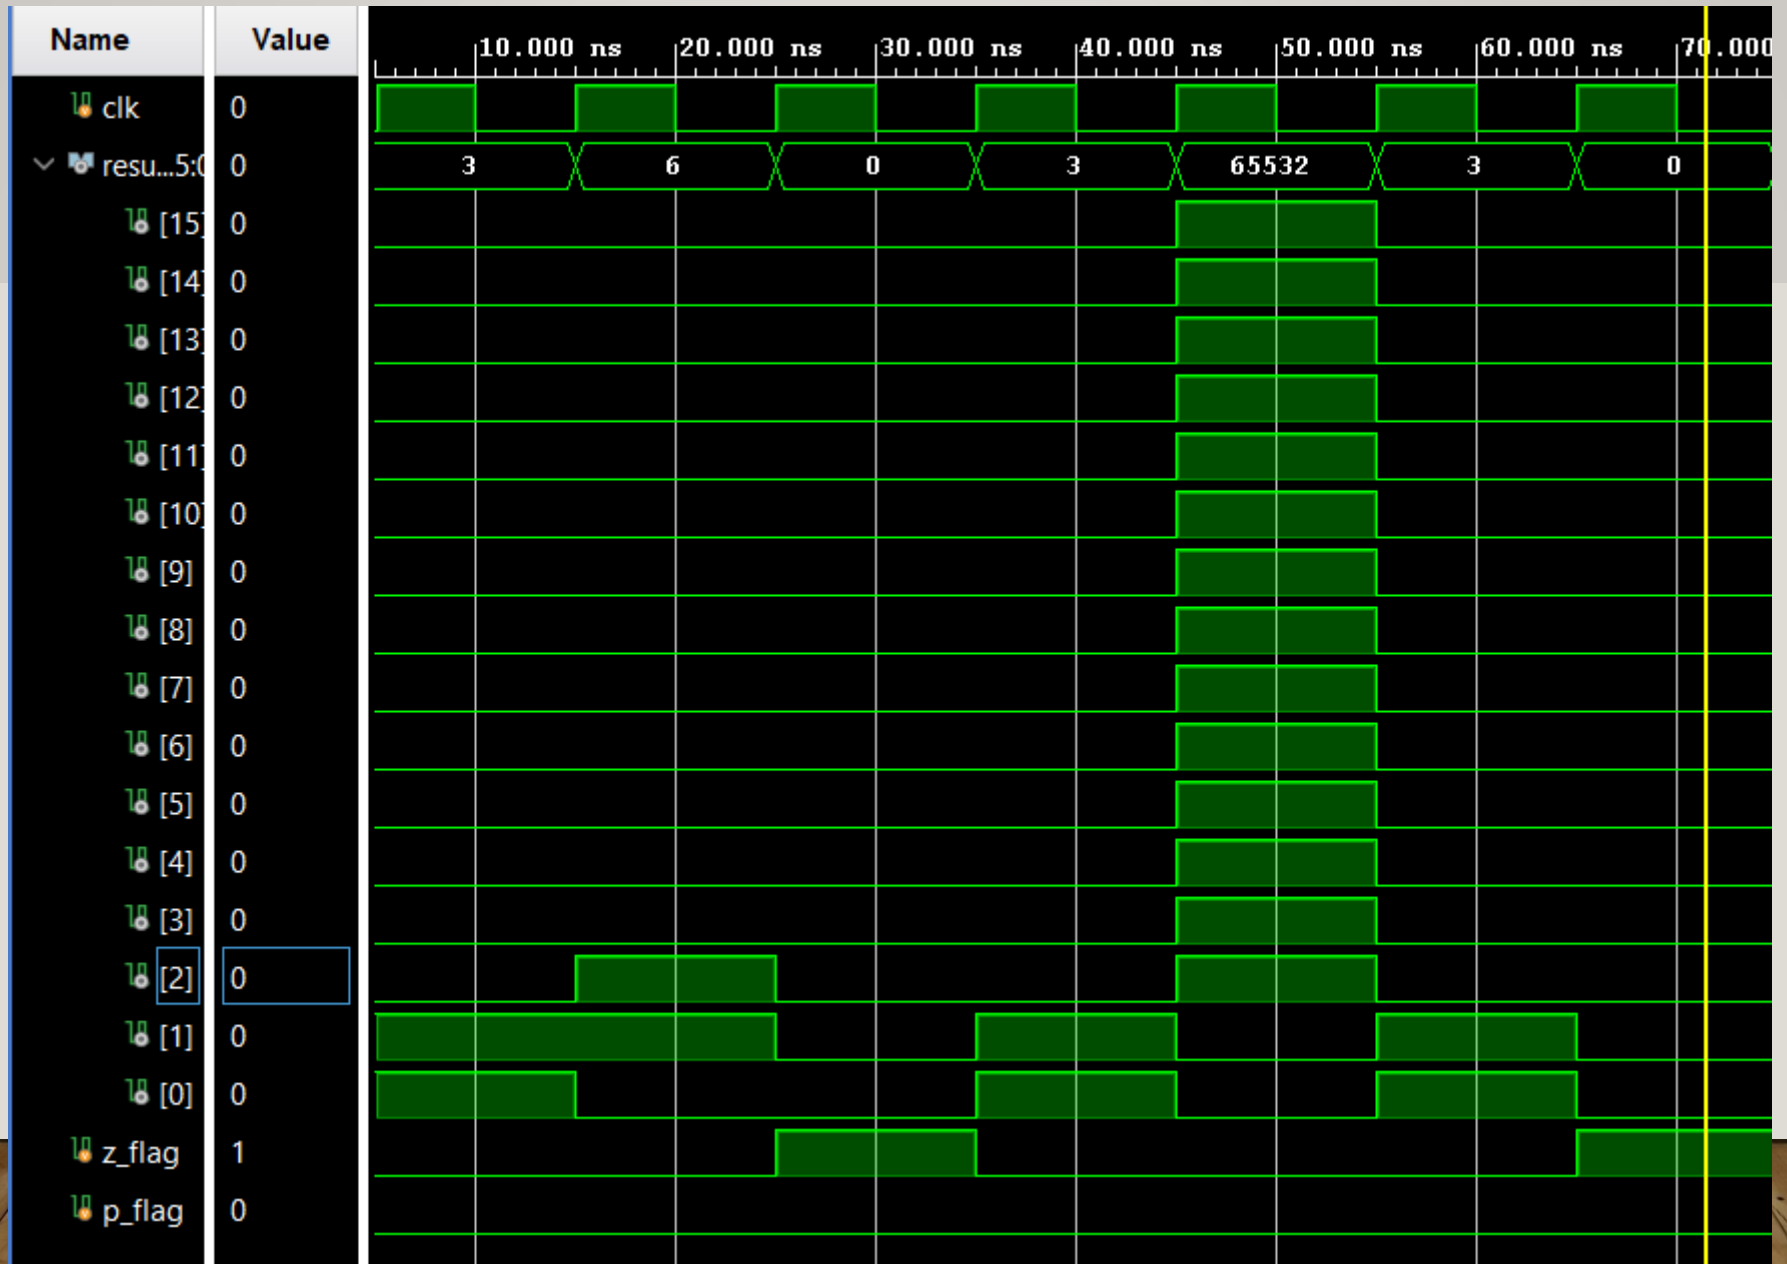 Name Value
10.000 ns 20.000 ns 30.000 ns 40.000 ns 50.000 ns 60.000 ns 70.000
clk 0
resu...5:0 0 3 6 0 3 65532 3 0
[15] 0
[14] 0
[13] 0
[12] 0
[11] 0
[10] 0
[9] 0
[8] 0
[7] 0
[6] 0
[5] 0
[4] 0
[3] 0
[2] 0
[1] 0
[0] 0
z_flag 1
p_flag 0